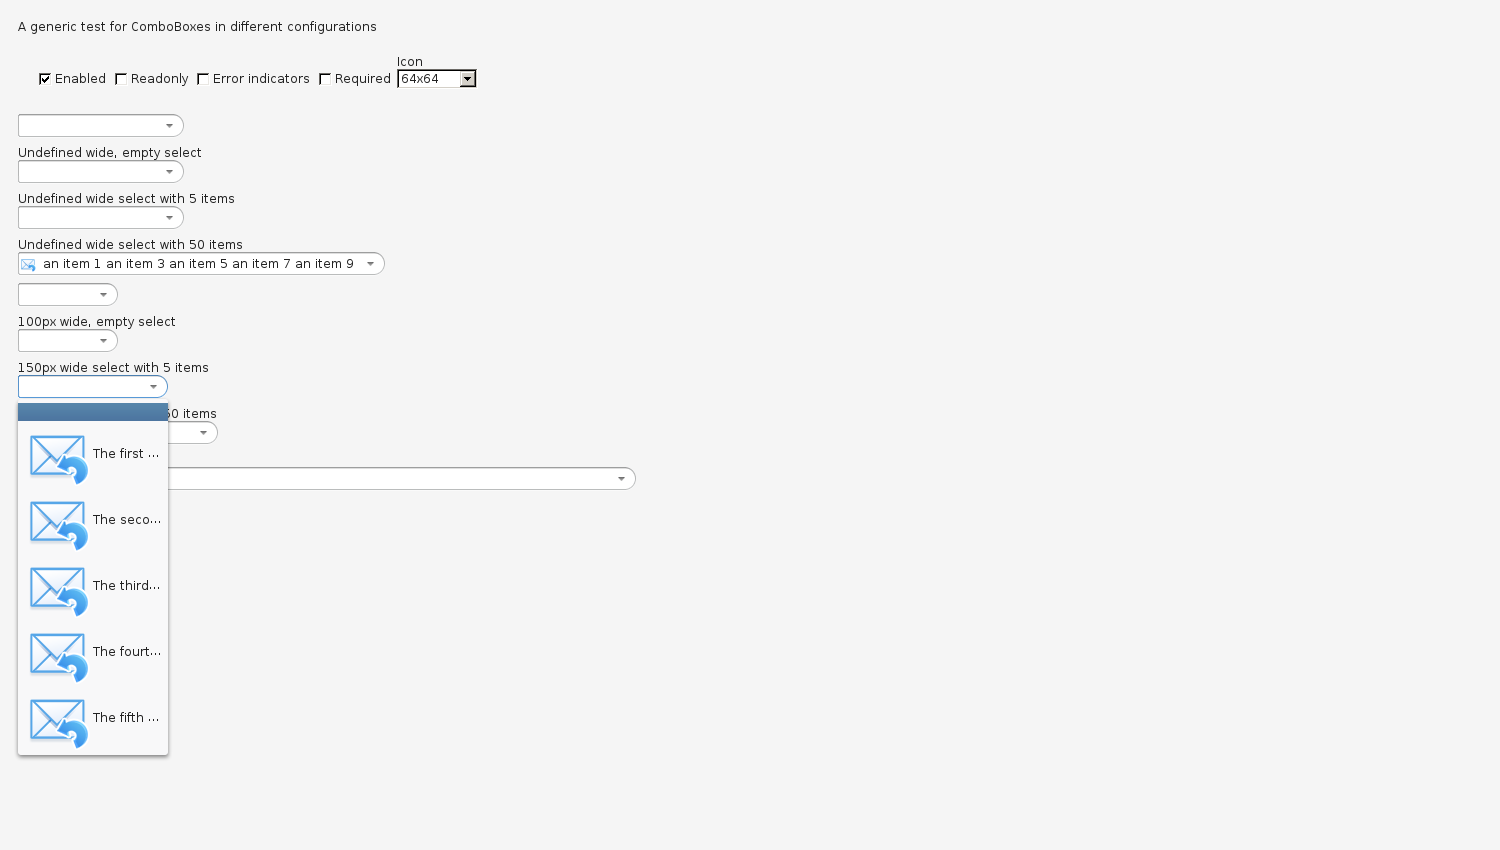 A generic test for ComboBoxes in different configurations
Icon
Enabled Readonly Error indicators Required 64x64
Undefined wide, empty select
Undefined wide select with 5 items
Undefined wide select with 50 items
an item 1 an item 3 an item 5 an item 7 an item 9
100px wide, empty select
150px wide select with 5 items
items
The first ...
The seco...
The third...
The fourt...
The fifth ...